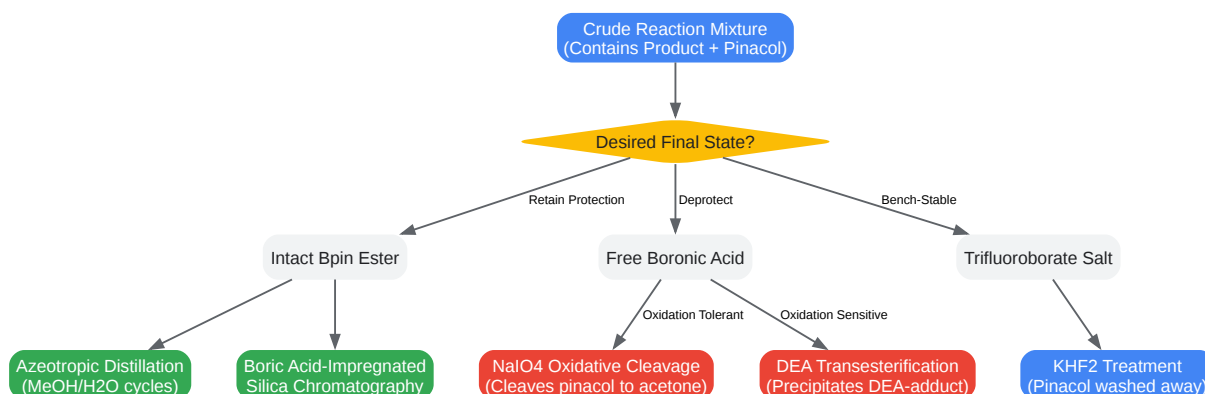 Crude Reaction Mixture
(Contains Product + Pinacol)
Desired Final State?
Retain Protection
Deprotect
Bench-Stable
Intact Bpin Ester
Free Boronic Acid
Trifluoroborate Salt
Oxidation Tolerant
Oxidation Sensitive
Azeotropic Distillation
(MeOH/H2O cycles)
Boric Acid-Impregnated
Silica Chromatography
NaIO4 Oxidative Cleavage
(Cleaves pinacol to acetone)
DEA Transesterification
(Precipitates DEA-adduct)
KHF2 Treatment
(Pinacol washed away)